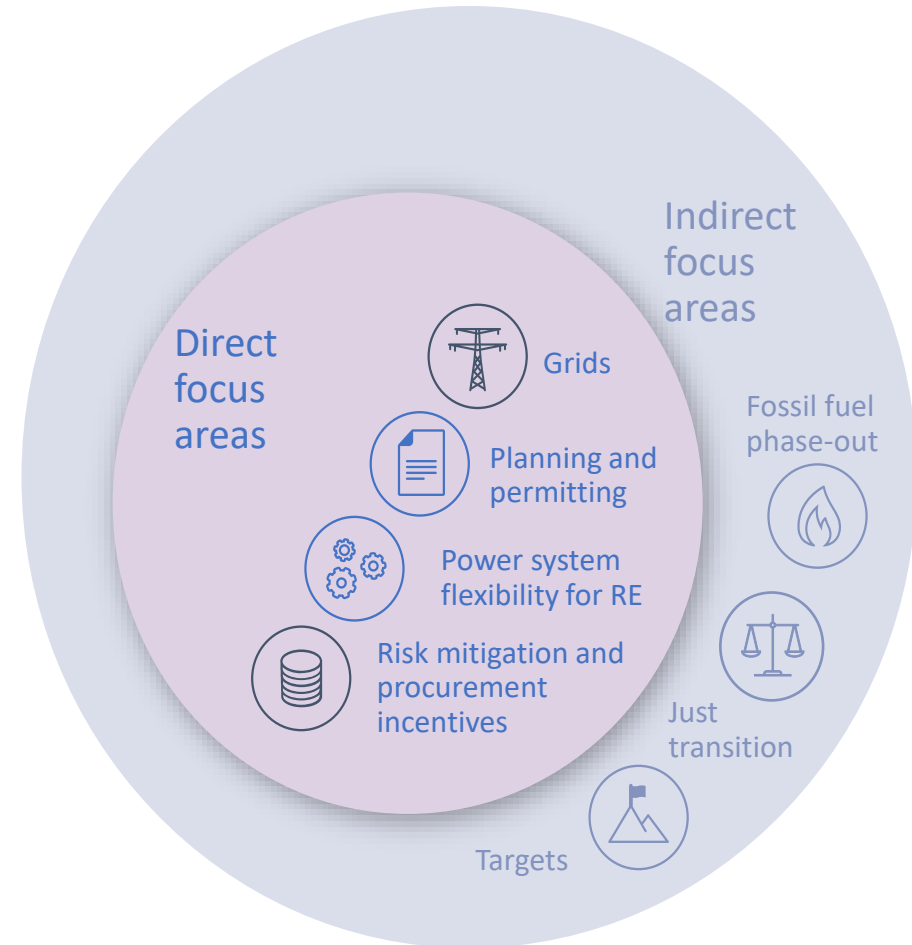 Indirect
focus
areas
Direct
focus
areas
Grids
Planning and
permitting
Power system
flexibility for RE
Risk mitigation and
procurement
incentives
Fossil fuel
phase-out
Just
transition
Targets